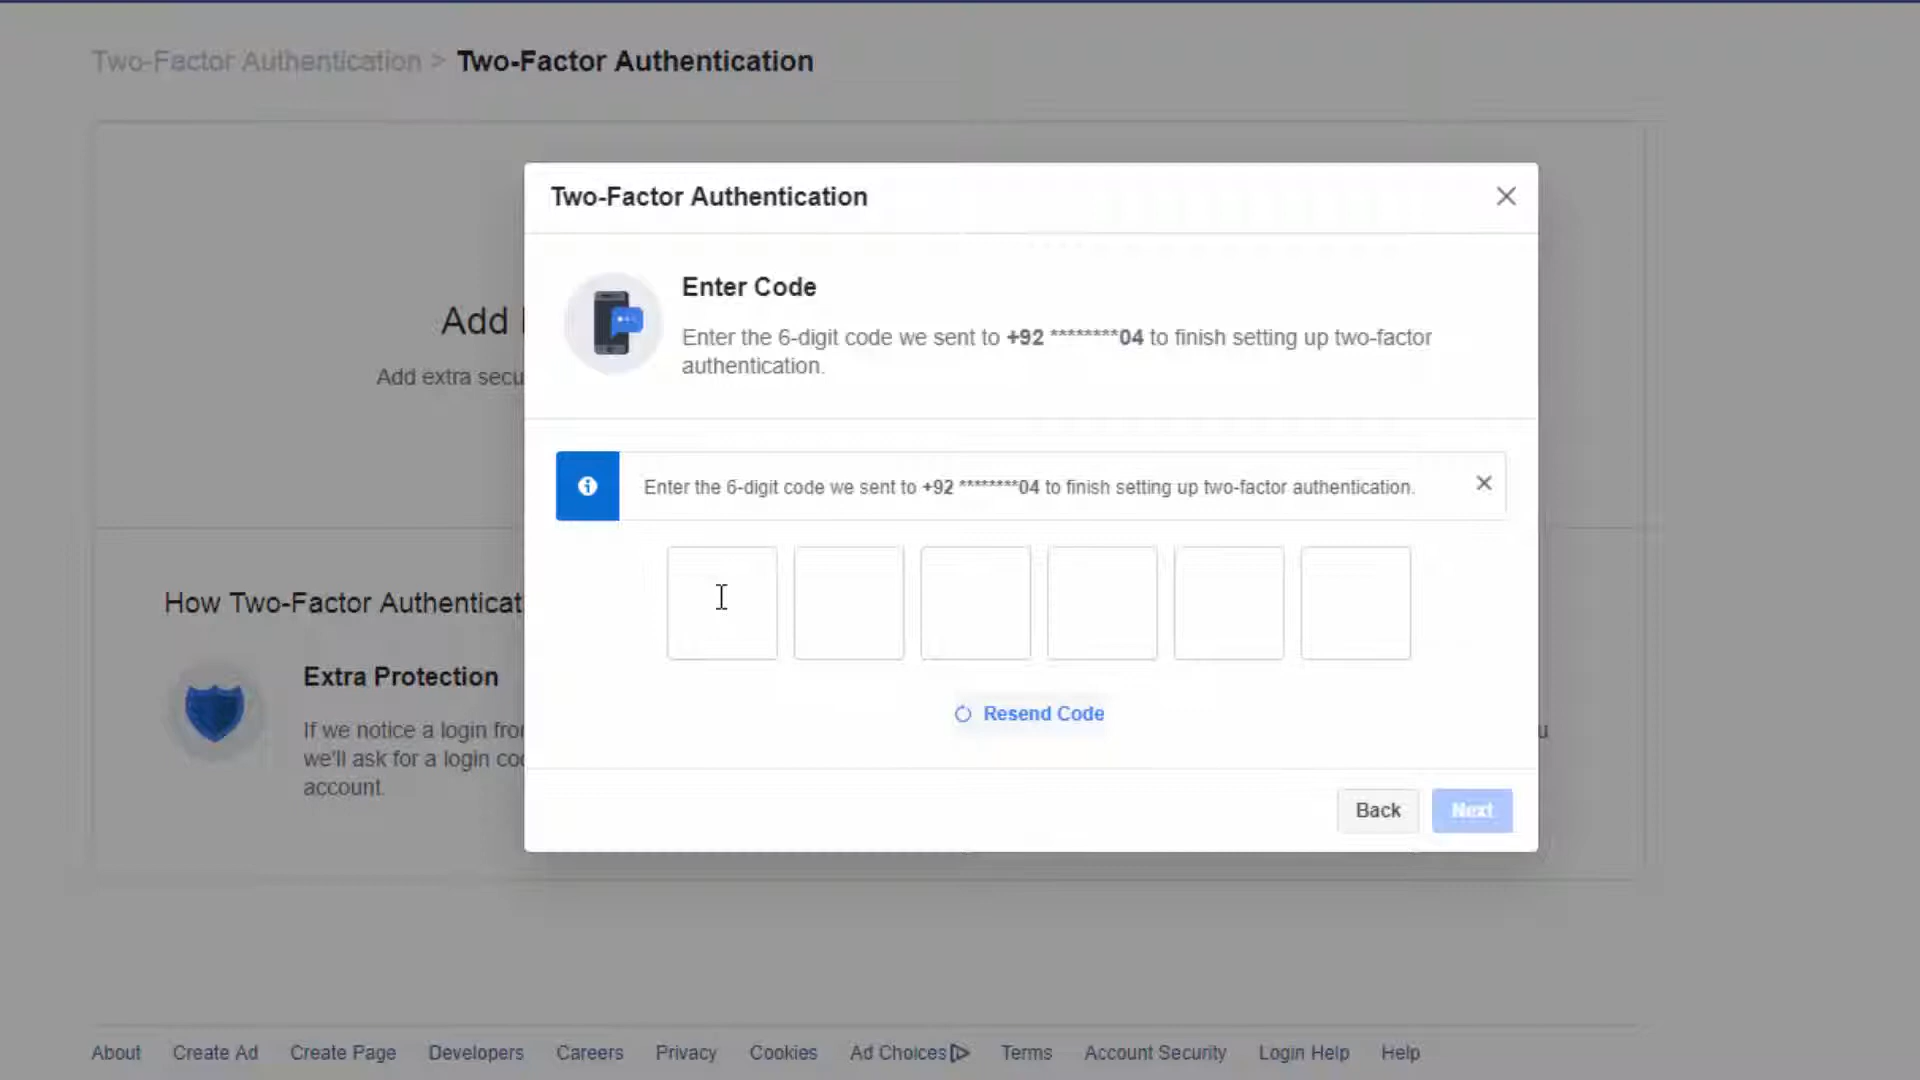 Two-Factor Authentication > Two-Factor Authentication
Two-Factor Authentication
Enter Code
Enter the 6-digit code we sent to +92 ********04 to finish setting up two-factor
authentication.
Add
Add extra secu
Enter the 6-digit code we sent to +92 ********04 to finish setting up two-factor authentication.
Resend Code
Back
Next
How Two-Factor Authenticati
Extra Protection
If we notice a login from
we'll ask for a login cod
account.
u
About
Create Ad
Create Page
Developers
Careers
Privacy
Cookies
Ad Choices
Terms
Account Security
Login Help
Help